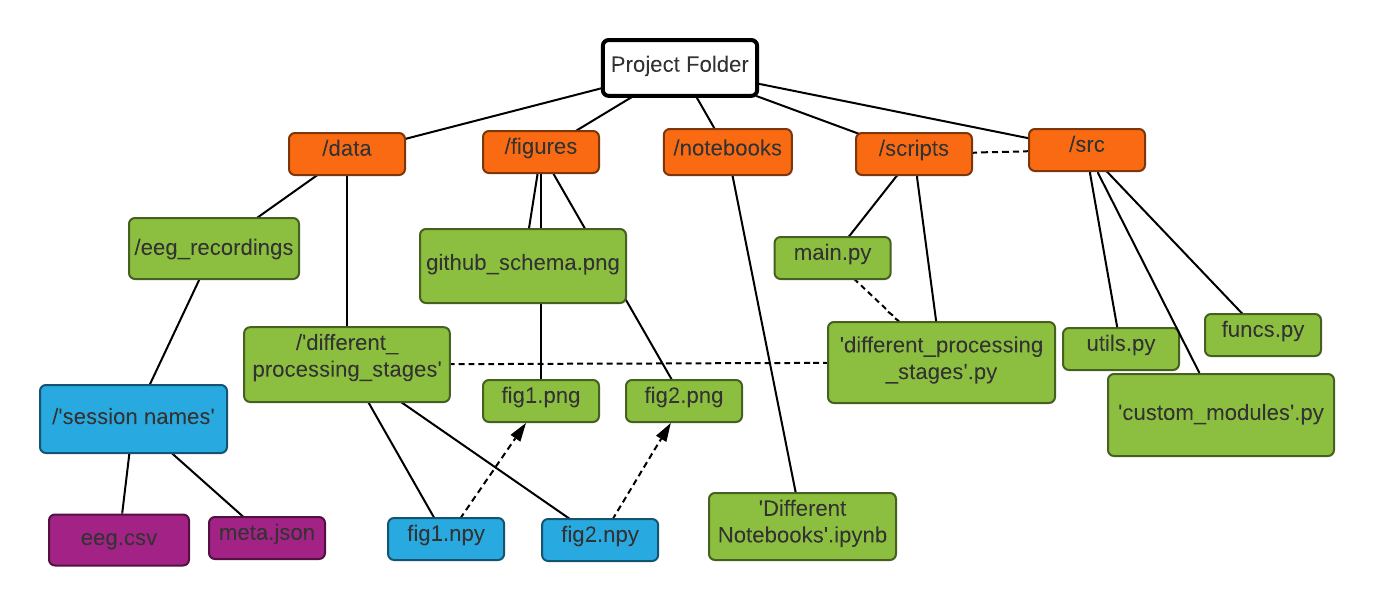 Project Folder
/data
/figures
/notebooks
/scripts
/src
/eeg_recordings
github_schema.png
main.py
/'different_
processing_stages'
'different_processing
_stages'.py
utils.py
funcs.py
/'session names'
fig1.png
fig2.png
'custom_modules'.py
eeg.csv
meta.json
fig1.npy
fig2.npy
'Different
Notebooks'.ipynb